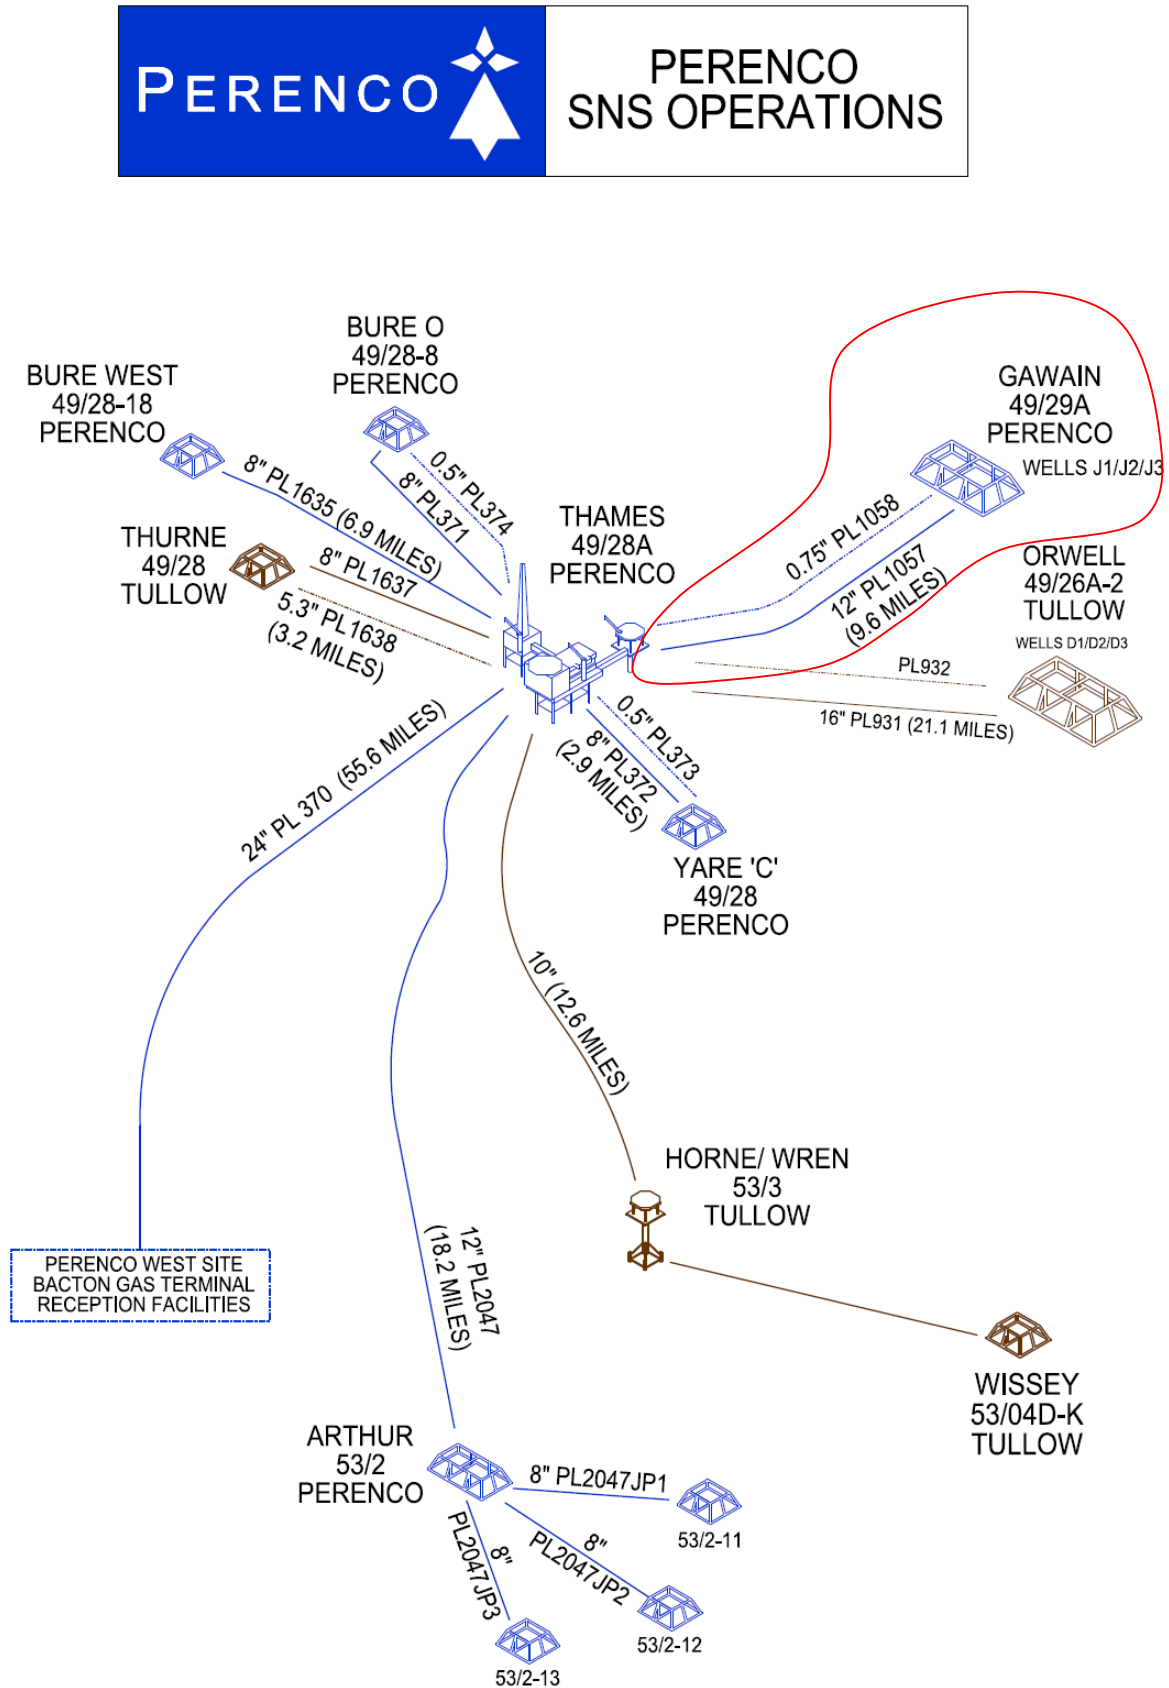 PERENCO
PERENCO
SNS OPERATIONS
BURE O
49/28-8
PERENCO
BURE WEST
49/28-18
PERENCO
GAWAIN
49/29A
PERENCO
WELLS J1/J2/J3
0.5" PL374
8" PL371
8" PL1635 (6.9 MILES)
THURNE
49/28
TULLOW
8" PL1637
5.3" PL1638
(3.2 MILES)
THAMES
49/28A
PERENCO
0.75" PL1058
12" PL1057
(9.6 MILES)
ORWELL
49/26A-2
TULLOW
WELLS D1/D2/D3
PL932
16" PL931 (21.1 MILES)
0.5" PL373
8" PL372
(2.9 MILES)
24" PL 370 (55.6 MILES)
YARE 'C'
49/28
PERENCO
10" (12.6 MILES)
HORNE/ WREN
53/3
TULLOW
12" PL2047
(18.2 MILES)
PERENCO WEST SITE
BACTON GAS TERMINAL
RECEPTION FACILITIES
WISSEY
53/04D-K
TULLOW
ARTHUR
53/2
PERENCO
8" PL2047JP1
53/2-11
8"
PL2047JP2
53/2-12
8"
PL2047JP3
53/2-13